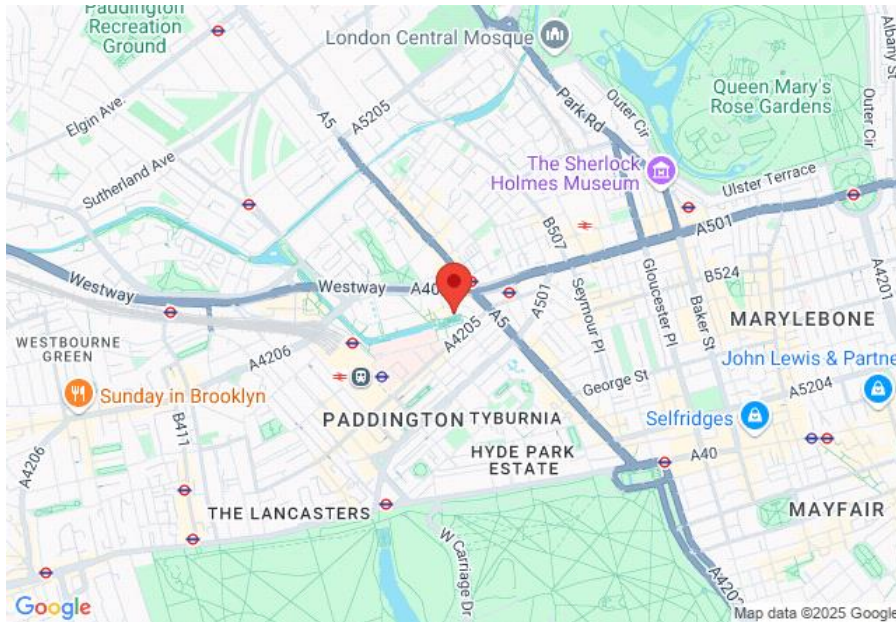 Paddington
Recreation
Ground
London Central Mosque
Albany St
Elgin Ave.
A5
A5205
Park Rd
Outer Cir
Queen Mary's
Rose Gardens
Outer Cir
Sutherland Ave
The Sherlock
Holmes Museum
Ulster Terrace
B507
A501
Westway
Westway
A40
A501
Seymour Pl
Gloucester Pl
Baker St
B524
A4201
WESTBOURNE
GREEN
A4206
A4205
A5
MARYLEBONE
John Lewis & Partne
George St
A5204
Sunday in Brooklyn
B411
PADDINGTON
TYBURNIA
Selfridges
HYDE PARK
ESTATE
A40
A4206
THE LANCASTERS
MAYFAIR
W Carriage Dr
A4202
Google
Map data ©2025 Google